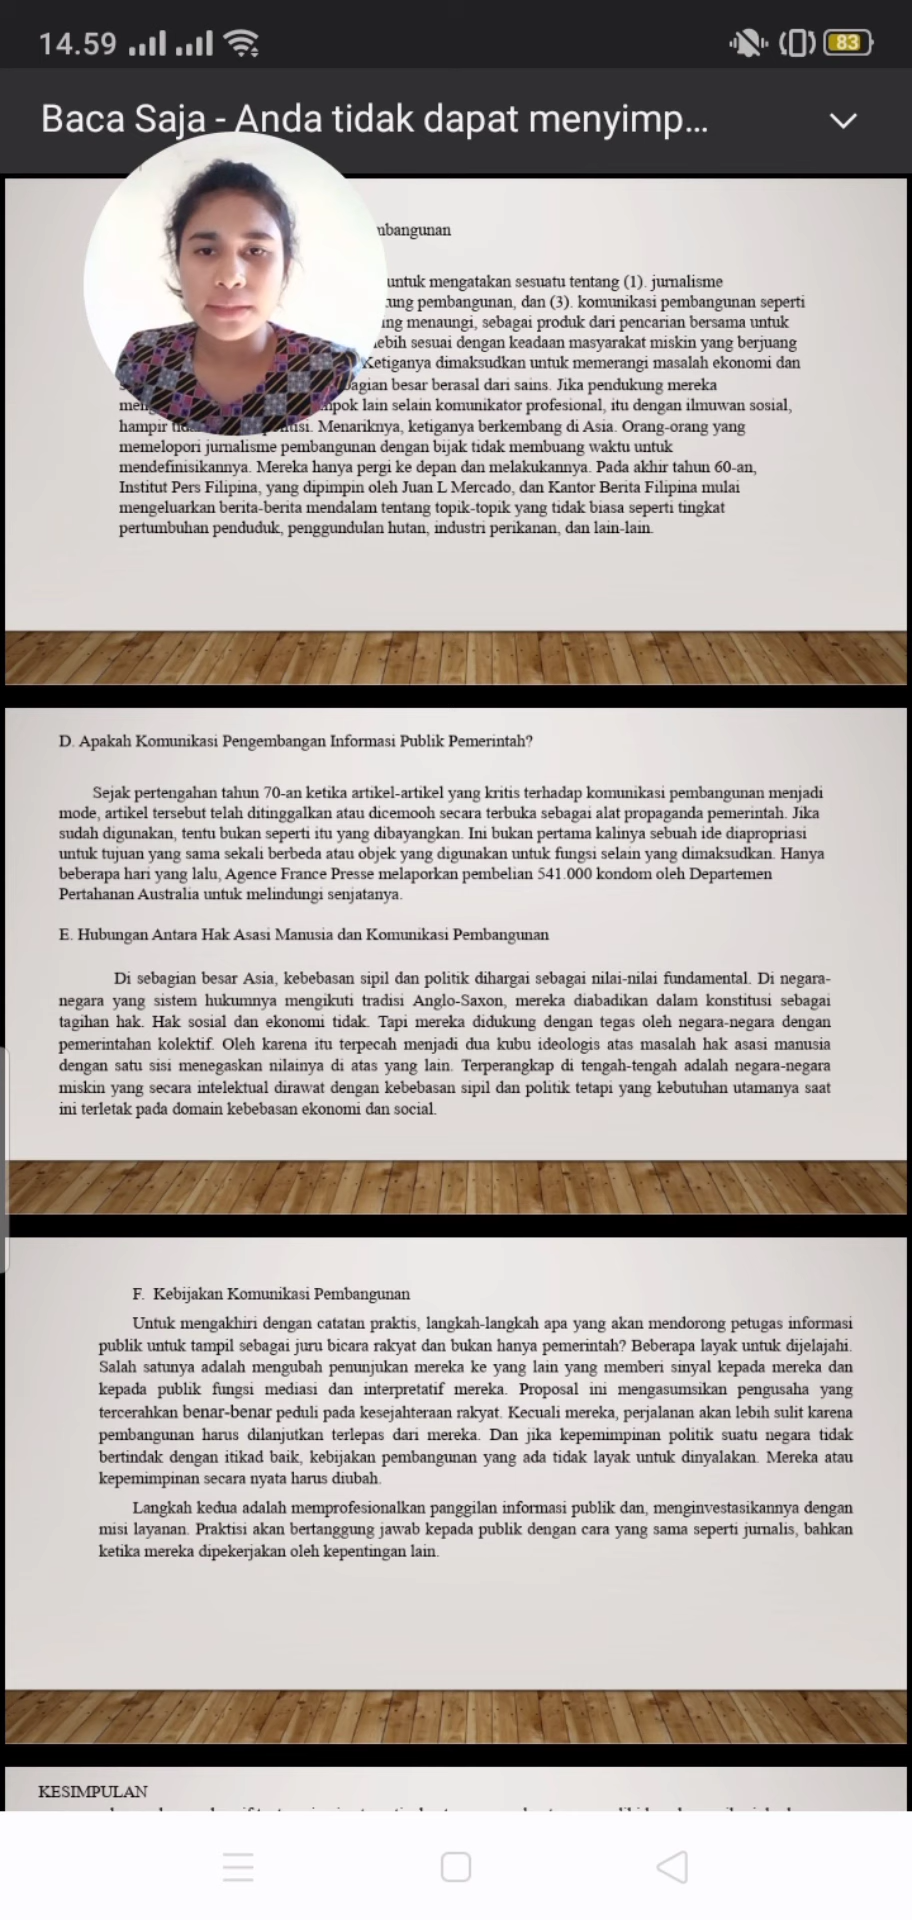 14.59
83
Baca Saja - Anda tidak dapat menyimp...
untuk mengatakan sesuatu tentang (1). jurnalisme
pembangunan, dan (3). komunikasi pembangunan seperti
menaungi, sebagai produk dari pencarian bersama untuk
lebih sesuai dengan keadaan masyarakat miskin yang berjuang
Ketiganya dimaksudkan untuk memerangi masalah ekonomi dan
bagian besar berasal dari sains. Jika pendukung mereka
lain selain komunikator profesional, itu dengan ilmuwan sosial,
hampir Menariknya, ketiganya berkembang di Asia. Orang-orang yang
memelopori jurnalisme pembangunan dengan bijak tidak membuang waktu untuk
mendefinisikannya. Mereka hanya pergi ke depan dan melakukannya. Pada akhir tahun 60-an,
Institut Pers Filipina, yang dipimpin oleh Juan L Mercado, dan Kantor Berita Filipina mulai
mengeluarkan berita-berita mendalam tentang topik-topik yang tidak biasa seperti tingkat
pertumbuhan penduduk, penggundulan hutan, industri perikanan, dan lain-lain.
D. Apakah Komunikasi Pengembangan Informasi Publik Pemerintah?
Sejak pertengahan tahun 70-an ketika artikel-artikel yang kritis terhadap komunikasi pembangunan menjadi
mode, artikel tersebut telah ditinggalkan atau dicemooh secara terbuka sebagai alat propaganda pemerintah. Jika
sudah digunakan, tentu bukan seperti itu yang dibayangkan. Ini bukan pertama kalinya sebuah ide diapropriasi
untuk tujuan yang sama sekali berbeda atau objek yang digunakan untuk fungsi selain yang dimaksudkan. Hanya
beberapa hari yang lalu, Agence France Presse melaporkan pembelian 541.000 kondom oleh Departemen
Pertahanan Australia untuk melindungi senjatanya.
E. Hubungan Antara Hak Asasi Manusia dan Komunikasi Pembangunan
Di sebagian besar Asia, kebebasan sipil dan politik dihargai sebagai nilai-nilai fundamental. Di negara-
negara yang sistem hukumnya mengikuti tradisi Anglo-Saxon, mereka diabadikan dalam konstitusi sebagai
tagihan hak. Hak sosial dan ekonomi tidak. Tapi mereka didukung dengan tegas oleh negara-negara dengan
pemerintahan kolektif. Oleh karena itu terpecah menjadi dua kubu ideologis atas masalah hak asasi manusia
dengan satu sisi menegaskan nilainya di atas yang lain. Terperangkap di tengah-tengah adalah negara-negara
miskin yang secara intelektual dirawat dengan kebebasan sipil dan politik tetapi yang kebutuhan utamanya saat
ini terletak pada domain kebebasan ekonomi dan social.
F. Kebijakan Komunikasi Pembangunan
Untuk mengakhiri dengan catatan praktis, langkah-langkah apa yang akan mendorong petugas informasi
publik untuk tampil sebagai juru bicara rakyat dan bukan hanya pemerintah? Beberapa layak untuk dijelajahi.
Salah satunya adalah mengubah penunjukan mereka ke yang lain yang memberi sinyal kepada mereka dan
kepada publik fungsi mediasi dan interpretatif mereka. Proposal ini mengasumsikan pengusaha yang
tercerahkan benar-benar peduli pada kesejahteraan rakyat. Kecuali mereka, perjalanan akan lebih sulit karena
pembangunan harus dilanjutkan terlepas dari mereka. Dan jika kepemimpinan politik suatu negara tidak
bertindak dengan itikad baik, kebijakan pembangunan yang ada tidak layak untuk dinyalakan. Mereka atau
kepemimpinan secara nyata harus diubah.
Langkah kedua adalah memprofesionalkan panggilan informasi publik dan, menginvestasikannya dengan
misi layanan. Praktisi akan bertanggung jawab kepada publik dengan cara yang sama seperti jurnalis, bahkan
ketika mereka dipekerjakan oleh kepentingan lain.
KESIMPULAN